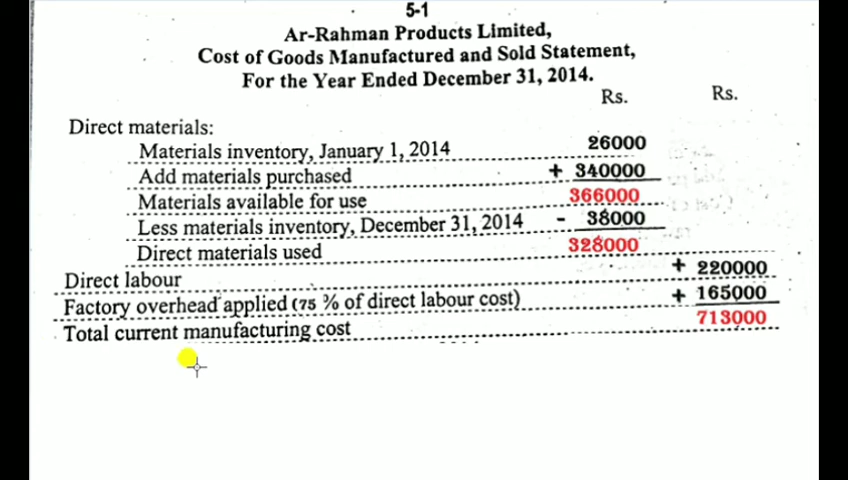 5-1
Ar-Rahman Products Limited,
Cost of Goods Manufactured and Sold Statement,
For the Year Ended December 31, 2014.
Rs. Rs.
Direct materials:
Materials inventory, January 1, 2014 26000
Add materials purchased + 340000
Materials available for use 366000
Less materials inventory, December 31, 2014 - 38000
Direct materials used 328000
Direct labour + 220000
Factory overhead applied (75 % of direct labour cost) + 165000
Total current manufacturing cost 713000